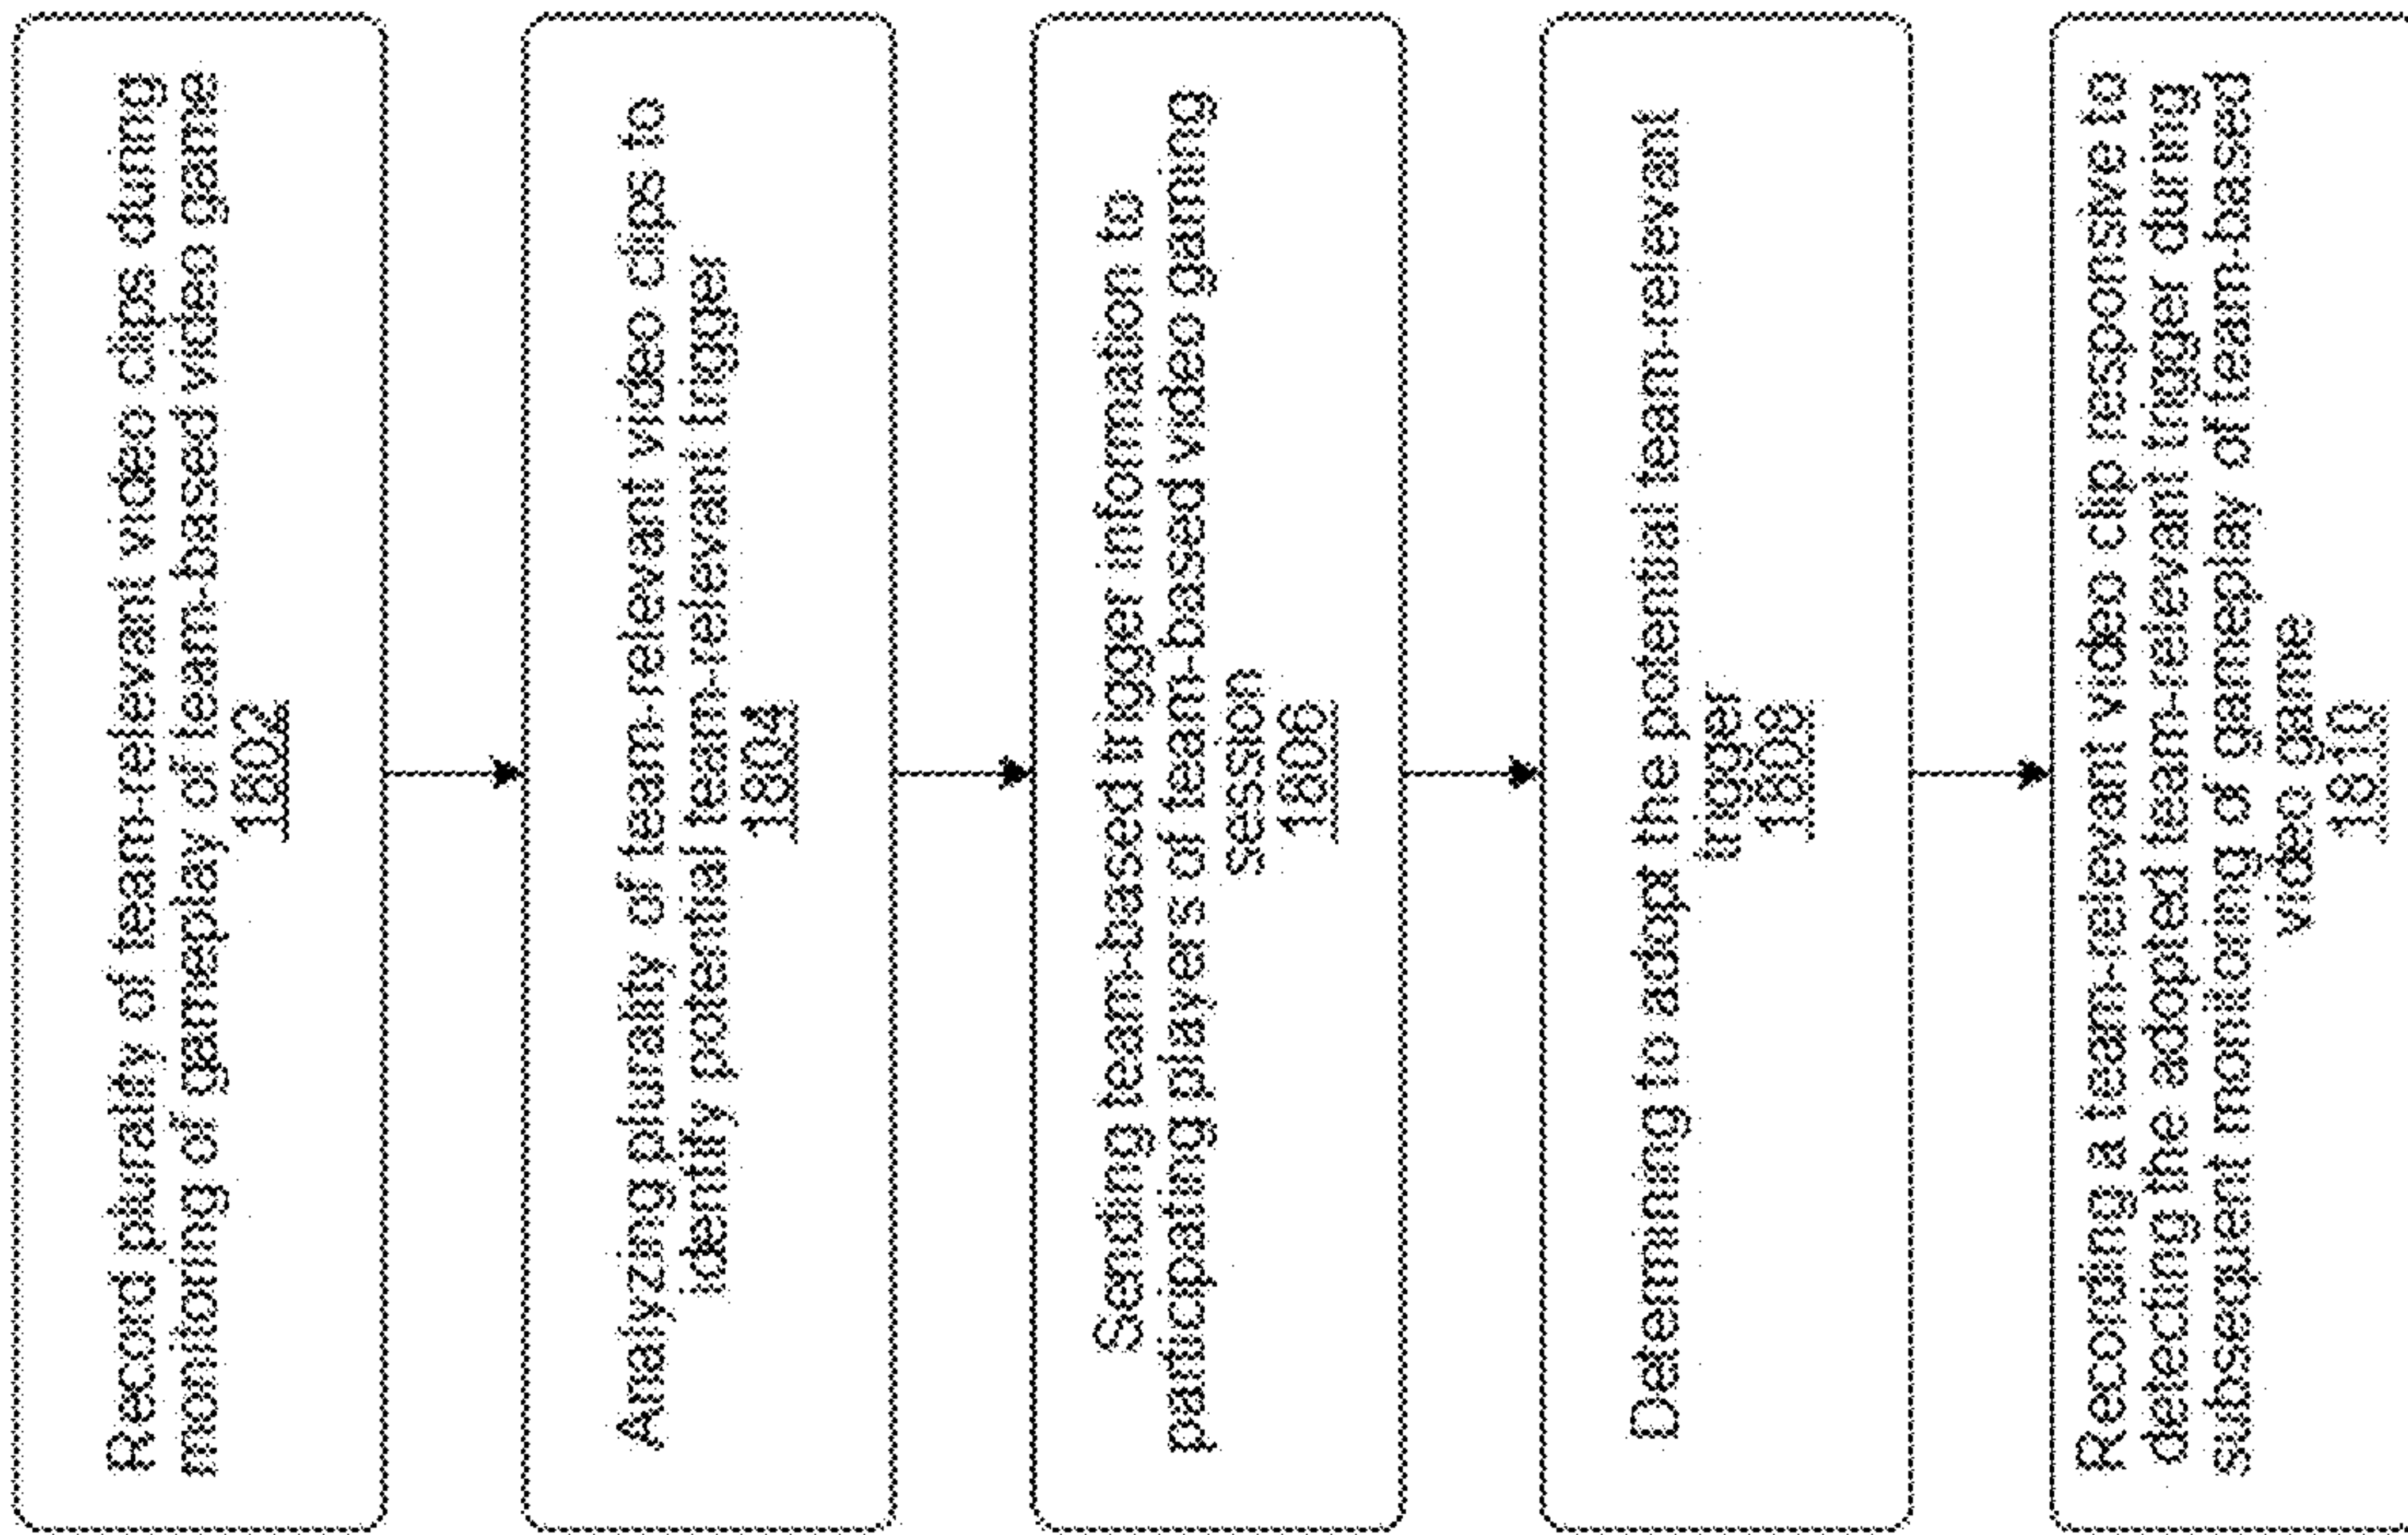 Record plurality of team-relevant video clips during
monitoring of gameplay of team-based video game
1802
Analyzing plurality of team-relevant video clips to
identify potential team-relevant trigger
1804
Sending team-based trigger information to
participating players of team-based video gaming
session
1806
Determining to adopt the potential team-relevant
trigger
1808
Recording a team-relevant video clip responsive to
detecting the adopted team-relevant trigger during
subsequent monitoring of gameplay of team-based
video game
1810